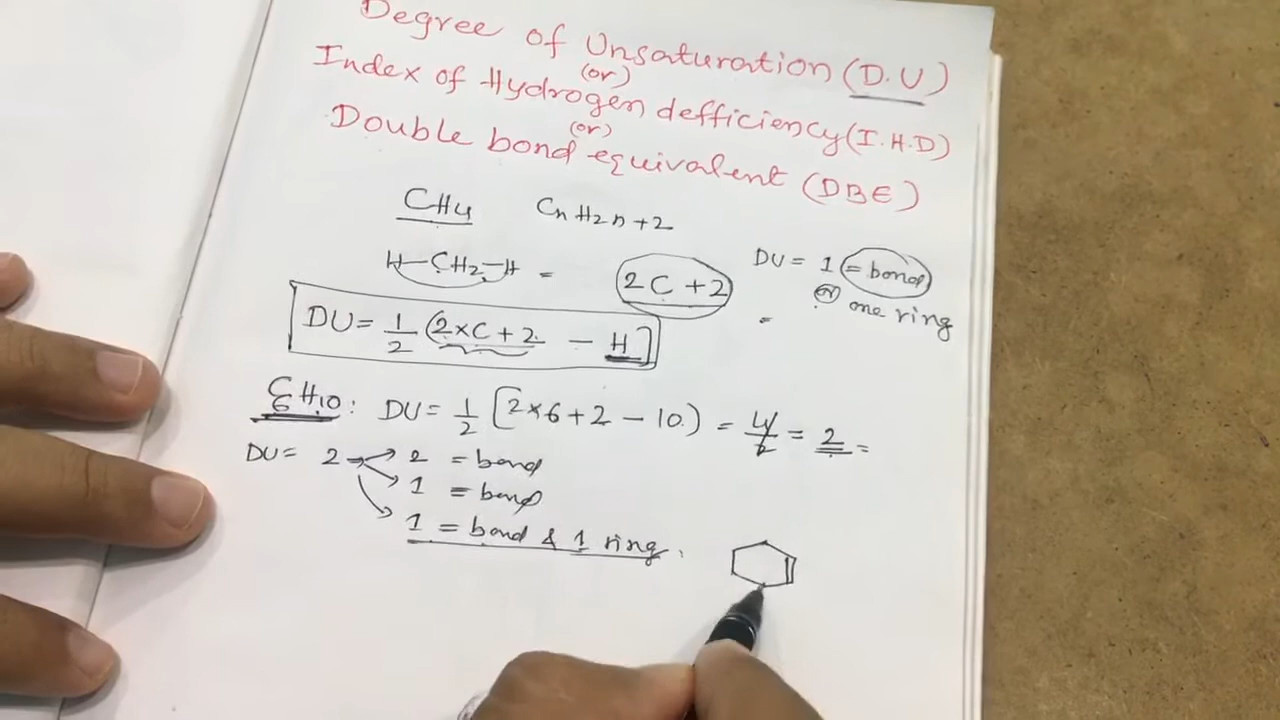 Degree of Unsaturation (D.U)
(or)
Index of Hydrogen defficiency (I.H.D)
(or)
Double bond equivalent (DBE)
CH4 CnH2n+2
H-CH2-H = 2C+2 DU = 1 = bond
(or) one ring
=
DU = 1/2 (2×C+2 - H]
C6H10: DU = 1/2 [2×6+2-10) = 4/2 = 2 =
DU = 2 → 2 = bond
1 ≡ bond
1 = bond & 1 ring.